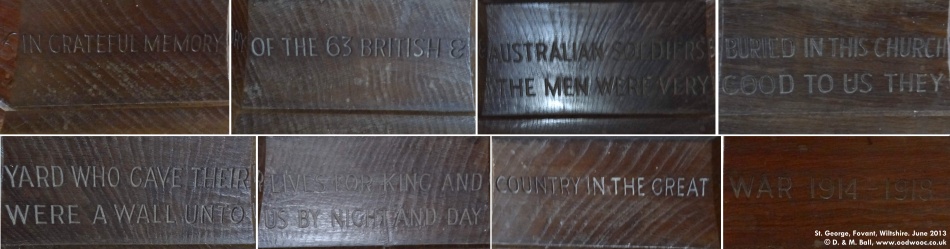 IN GRATEFUL MEMORY
OF THE 63 BRITISH &
AUSTRALIAN SOLDIERS
THE MEN WERE VERY
BURIED IN THIS CHURCH
GOOD TO US THEY
YARD WHO GAVE THEIR
WERE A WALL UNTO
LIVES FOR KING AND
US BY NIGHT AND DAY
COUNTRY IN THE GREAT
WAR 1914-1918
St. George, Fovant, Wiltshire. June 2013
© D. & M. Ball, www.oodwooc.co.uk